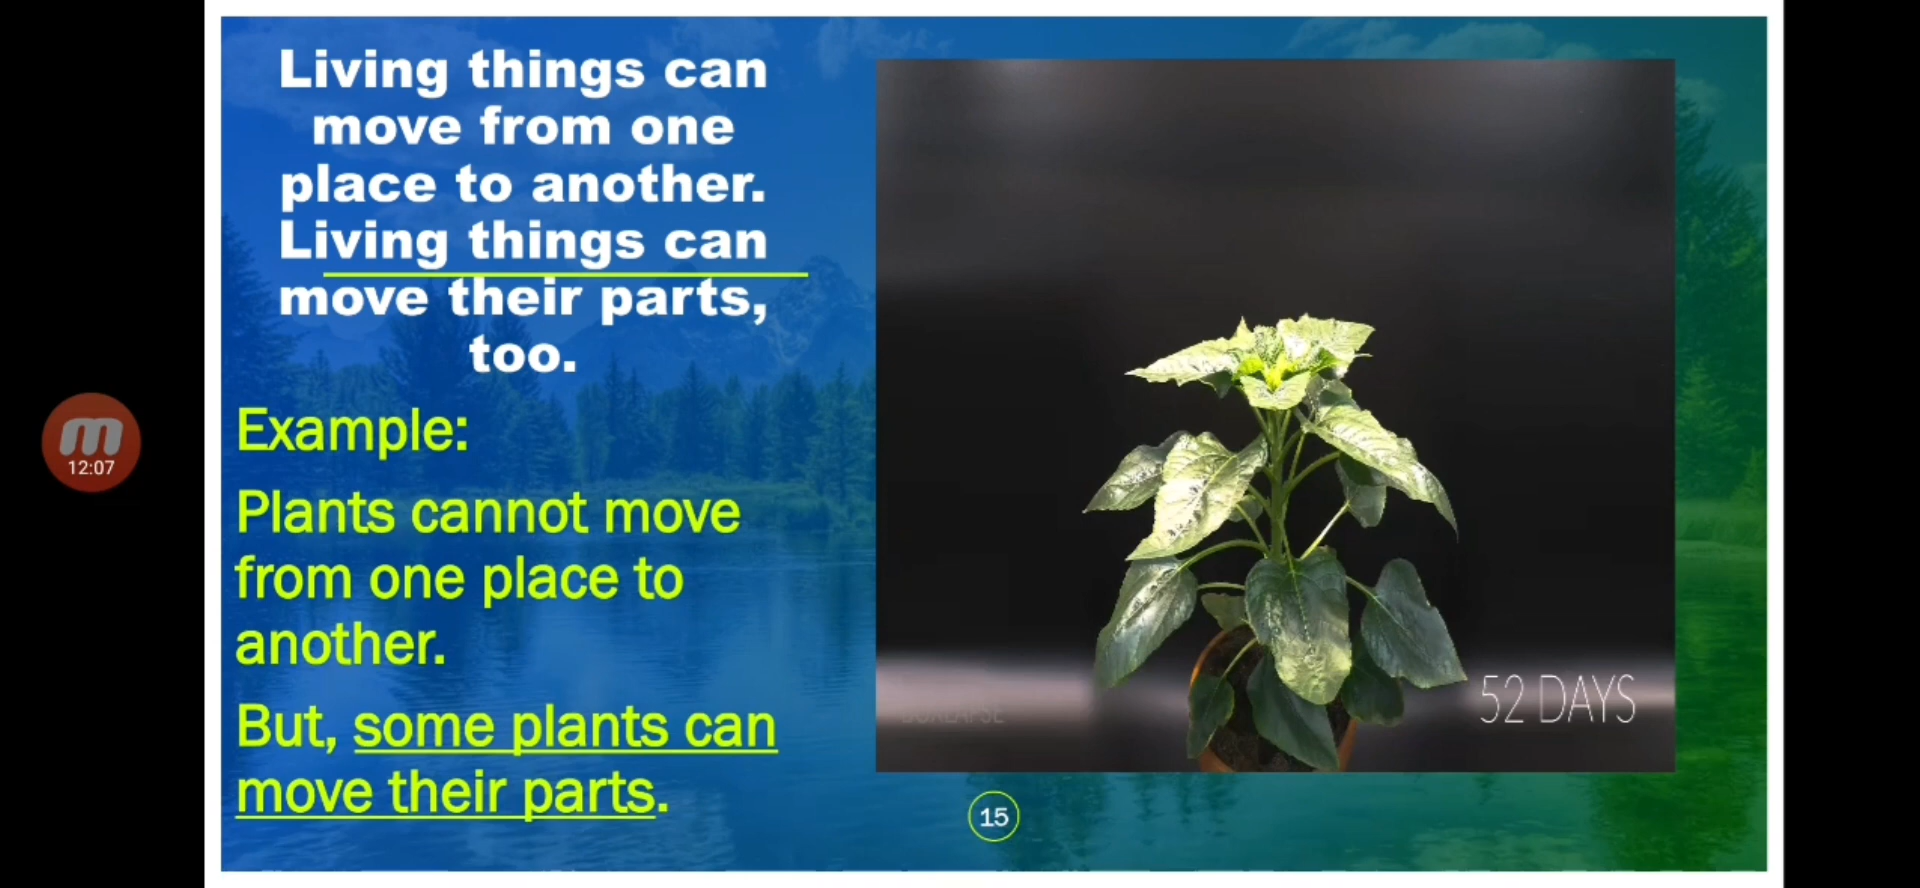 Living things can
move from one
place to another.
Living things can
move their parts,
too.
Example:
Plants cannot move
from one place to
another.
But, some plants can
move their parts.
52 DAYS
15
12:07